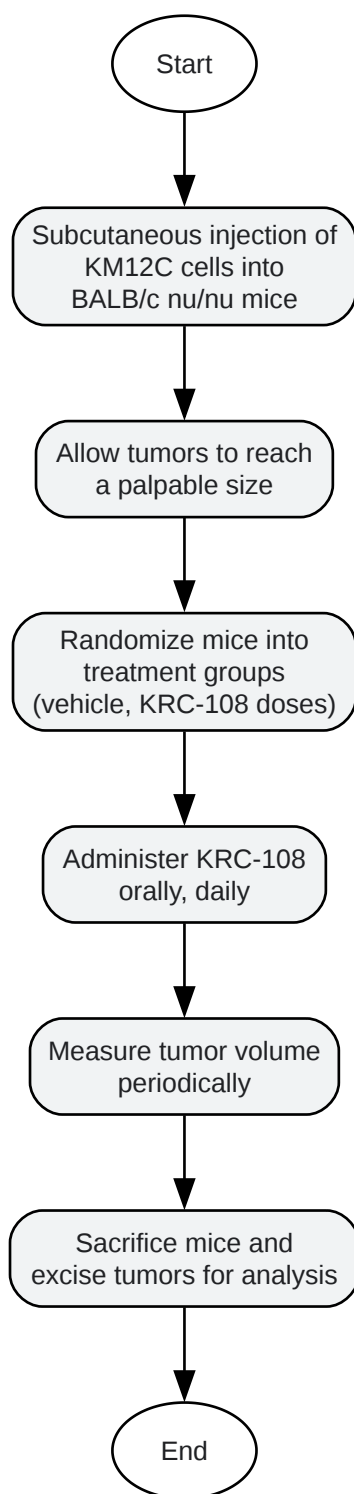 Start
Subcutaneous injection of
KM12C cells into
BALB/c nu/nu mice
Allow tumors to reach
a palpable size
Randomize mice into
treatment groups
(vehicle, KRC-108 doses)
Administer KRC-108
orally, daily
Measure tumor volume
periodically
Sacrifice mice and
excise tumors for analysis
End